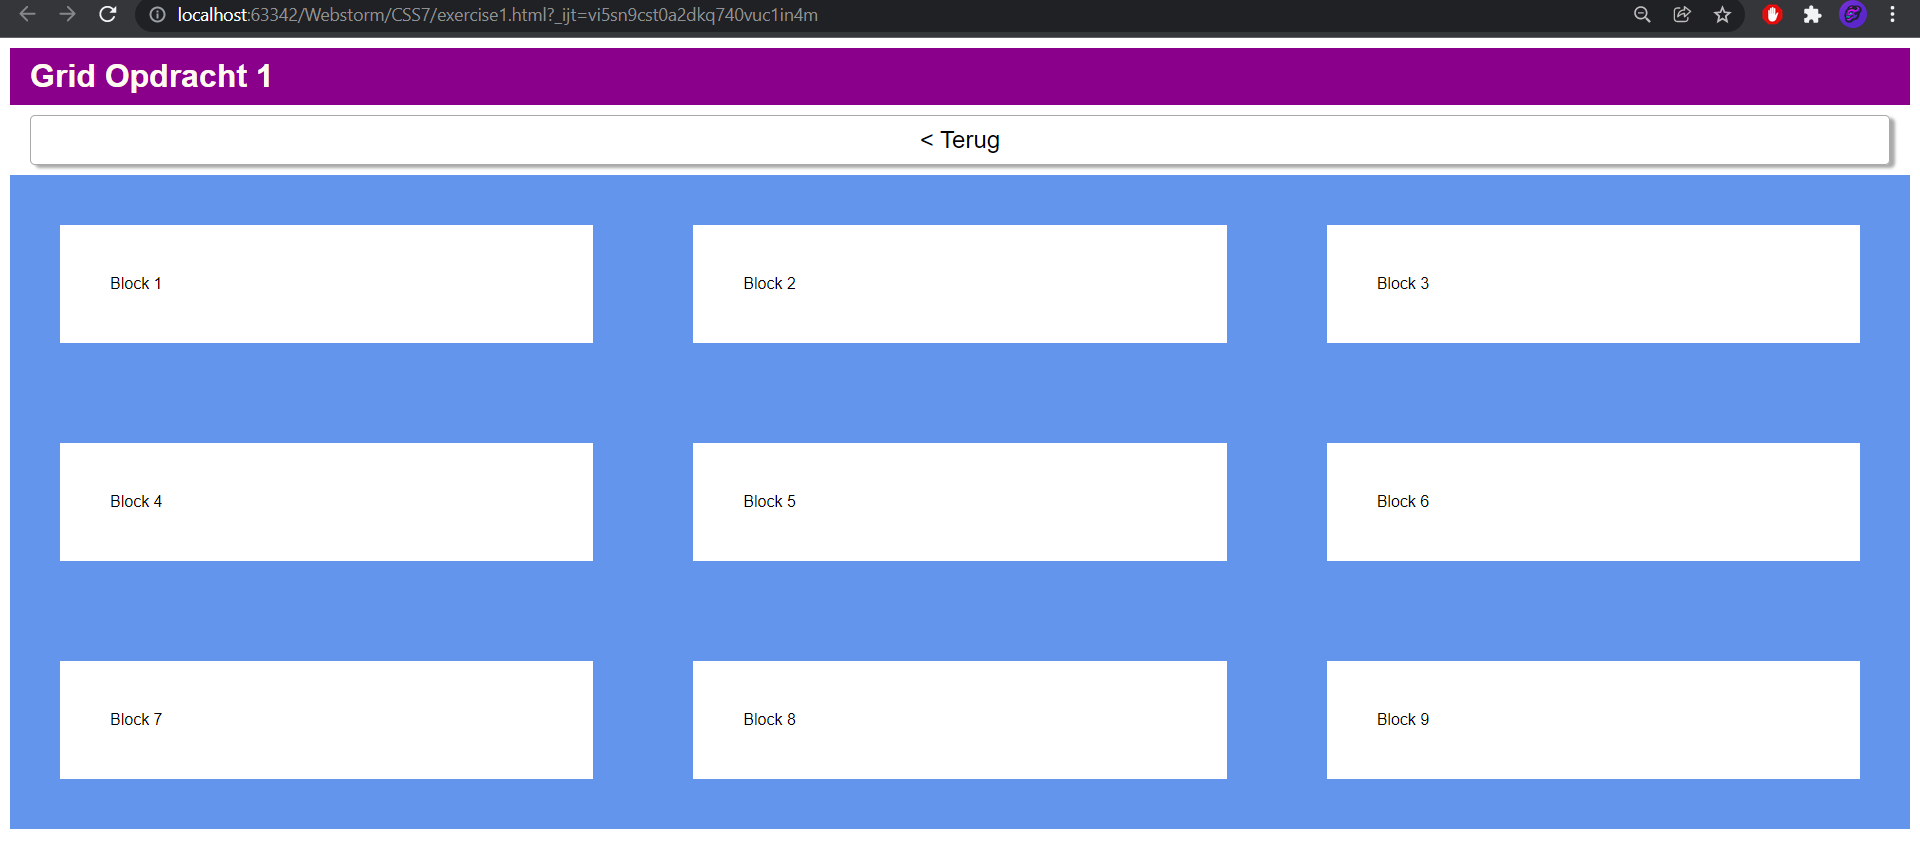 localhost:63342/Webstorm/CSS7/exercise1.html?_ijt=vi5sn9cst0a2dkq740vuc1in4m
Grid Opdracht 1
< Terug
Block 1
Block 2
Block 3
Block 4
Block 5
Block 6
Block 7
Block 8
Block 9